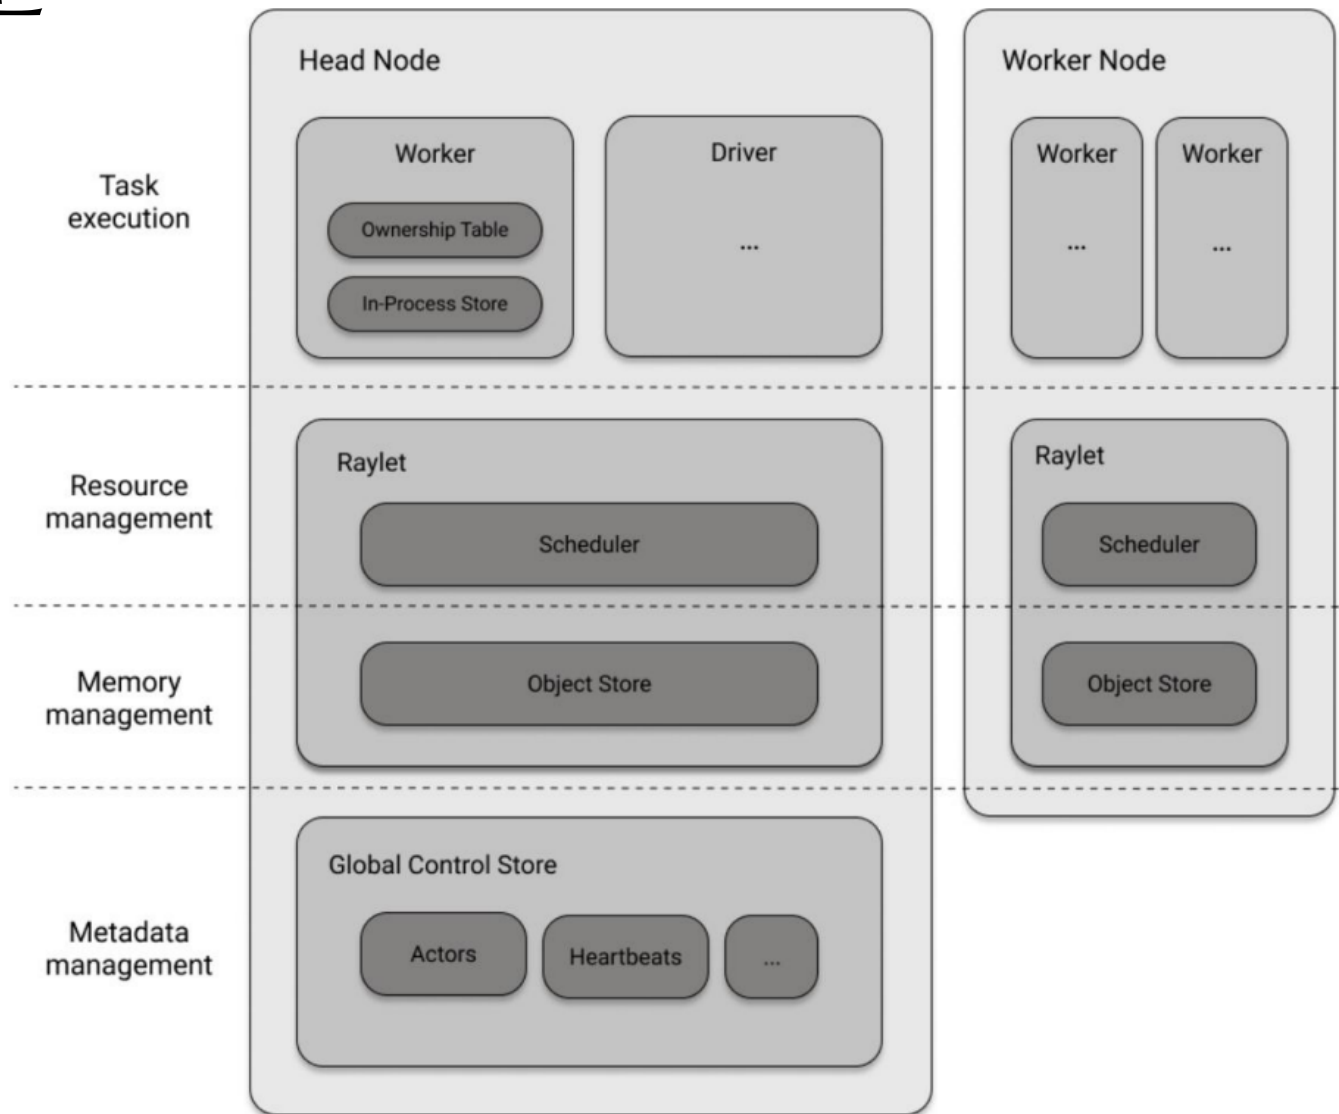 Head Node
Worker Node
Task
execution
Worker
Ownership Table
In-Process Store
Driver
...
Worker
...
Worker
...
Resource
management
Raylet
Scheduler
Raylet
Scheduler
Memory
management
Object Store
Object Store
Metadata
management
Global Control Store
Actors
Heartbeats
...